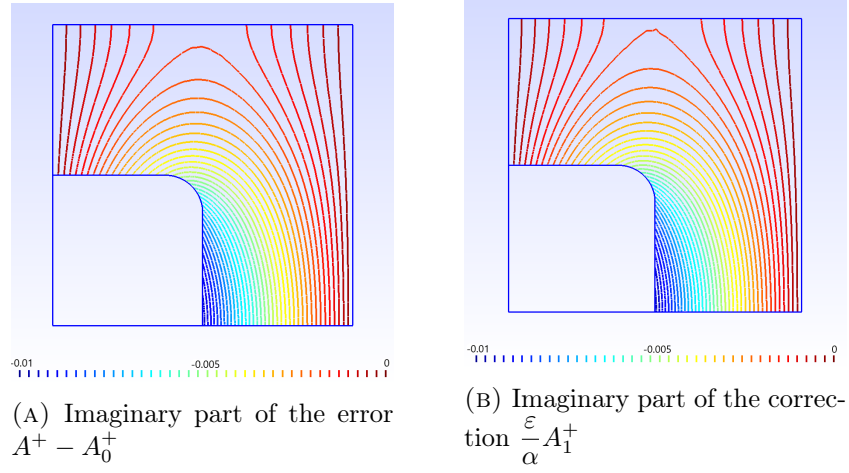 -0.01 -0.005 0
(A) Imaginary part of the error
A⁺ − A₀⁺
-0.01 -0.005 0
(B) Imaginary part of the correc-
tion ε/α A₁⁺